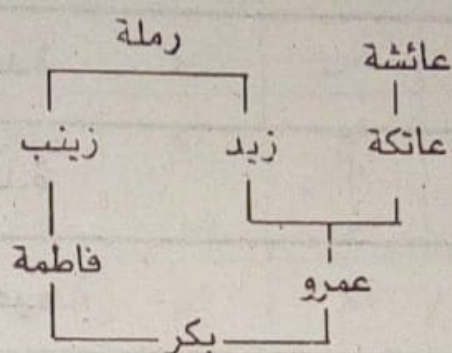 رملة
عائشة
عاتكة
زيد
زينب
عمرو
فاطمة
بكر